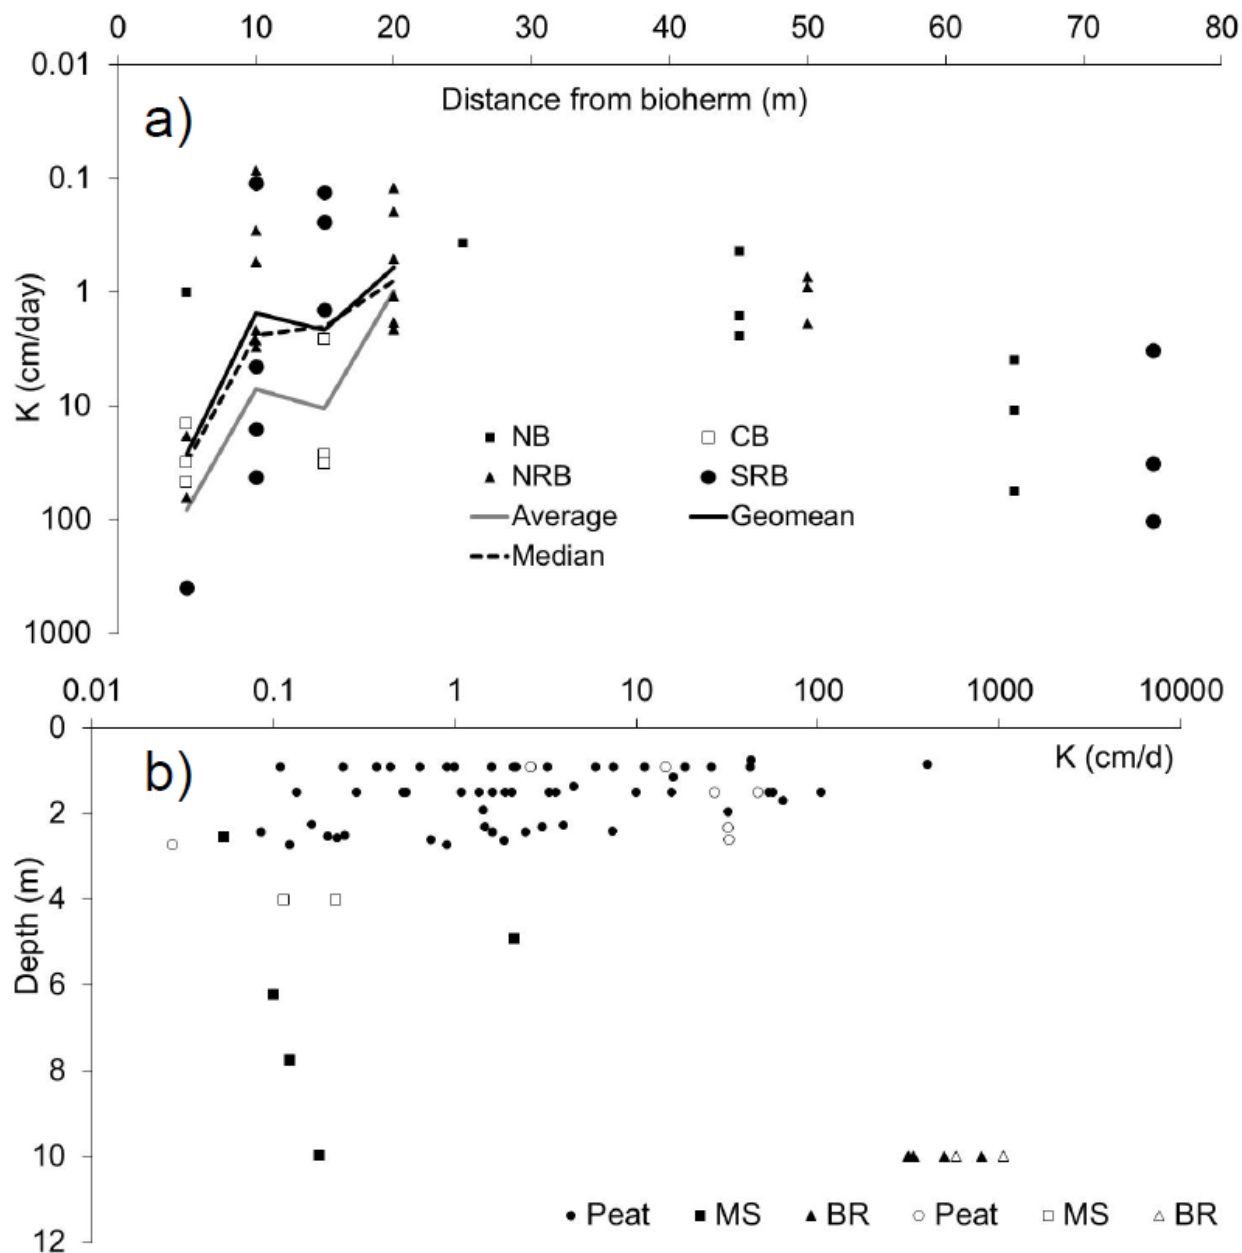 0 10 20 30 40 50 60 70 80
0.01
Distance from bioherm (m)
a)
0.1
1
10
100
1000
K (cm/day)
NB CB
NRB SRB
Average Geomean
Median
0.01 0.1 1 10 100 1000 10000
0
K (cm/d)
b)
2
4
6
8
10
12
Depth (m)
Peat MS BR Peat MS BR